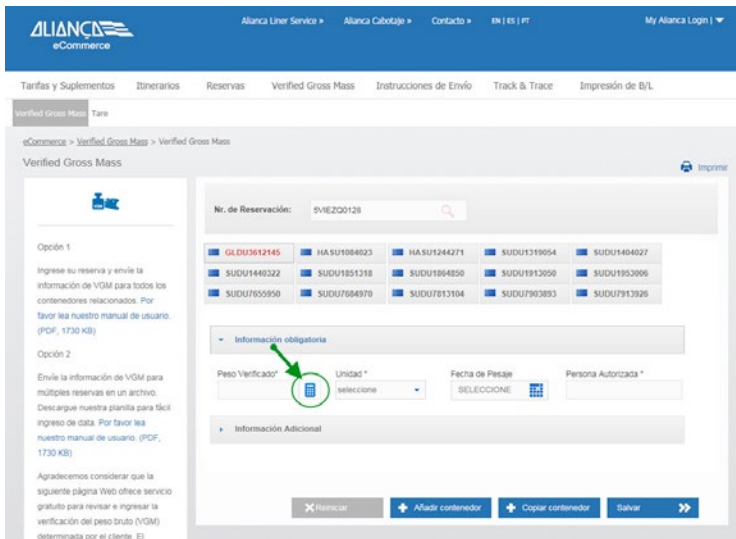 ALIANÇA
eCommerce
Alianca Liner Service » Alianca Cabotaje » Contacto » EN | ES | PT My Alianca Login |
Tarifas y Suplementos Itinerarios Reservas Verified Gross Mass Instrucciones de Envío Track & Trace Impresión de B/L
Verified Gross Mass Tare
eCommerce > Verified Gross Mass > Verified Gross Mass
Verified Gross Mass
Imprimir
VGM
Opción 1
Ingrese su reserva y envíe la
información de VGM para todos los
contenedores relacionados. Por
favor lea nuestro manual de usuario.
(PDF, 1730 KB)
Opción 2
Envíe la información de VGM para
múltiples reservas en un archivo.
Descargue nuestra planilla para fácil
ingreso de data. Por favor lea
nuestro manual de usuario. (PDF,
1730 KB)
Agradecemos considerar que la
siguiente página Web ofrece servicio
gratuito para revisar e ingresar la
verificación del peso bruto (VGM)
determinada por el cliente. El
Nr. de Reservación: 5VIEZQ0126
GLDU3612145 HASU1084023 HASU1244271 SUDU1319054 SUDU1404027
SUDU1440322 SUDU1851318 SUDU1864850 SUDU1913050 SUDU1953006
SUDU7655950 SUDU7684970 SUDU7813104 SUDU7903893 SUDU7913926
Información obligatoria
Peso Verificado* Unidad * Fecha de Pesaje Persona Autorizada *
seleccione SELECCIONE
Información Adicional
Reiniciar Añadir contenedor Copiar contenedor Salvar